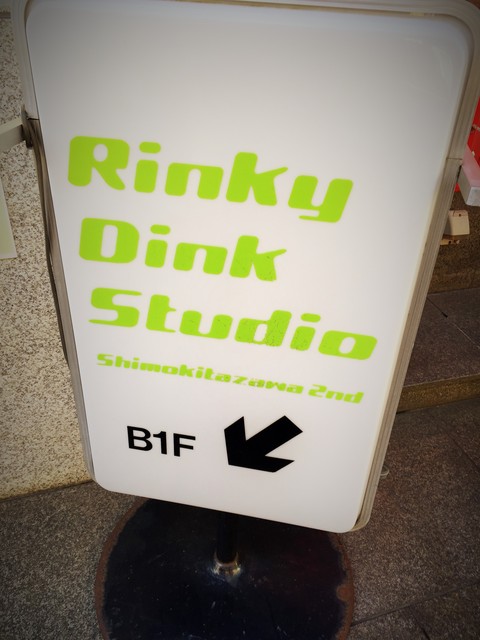 Rinky
Dink
Studio
Shimokitazawa 2nd
B1F